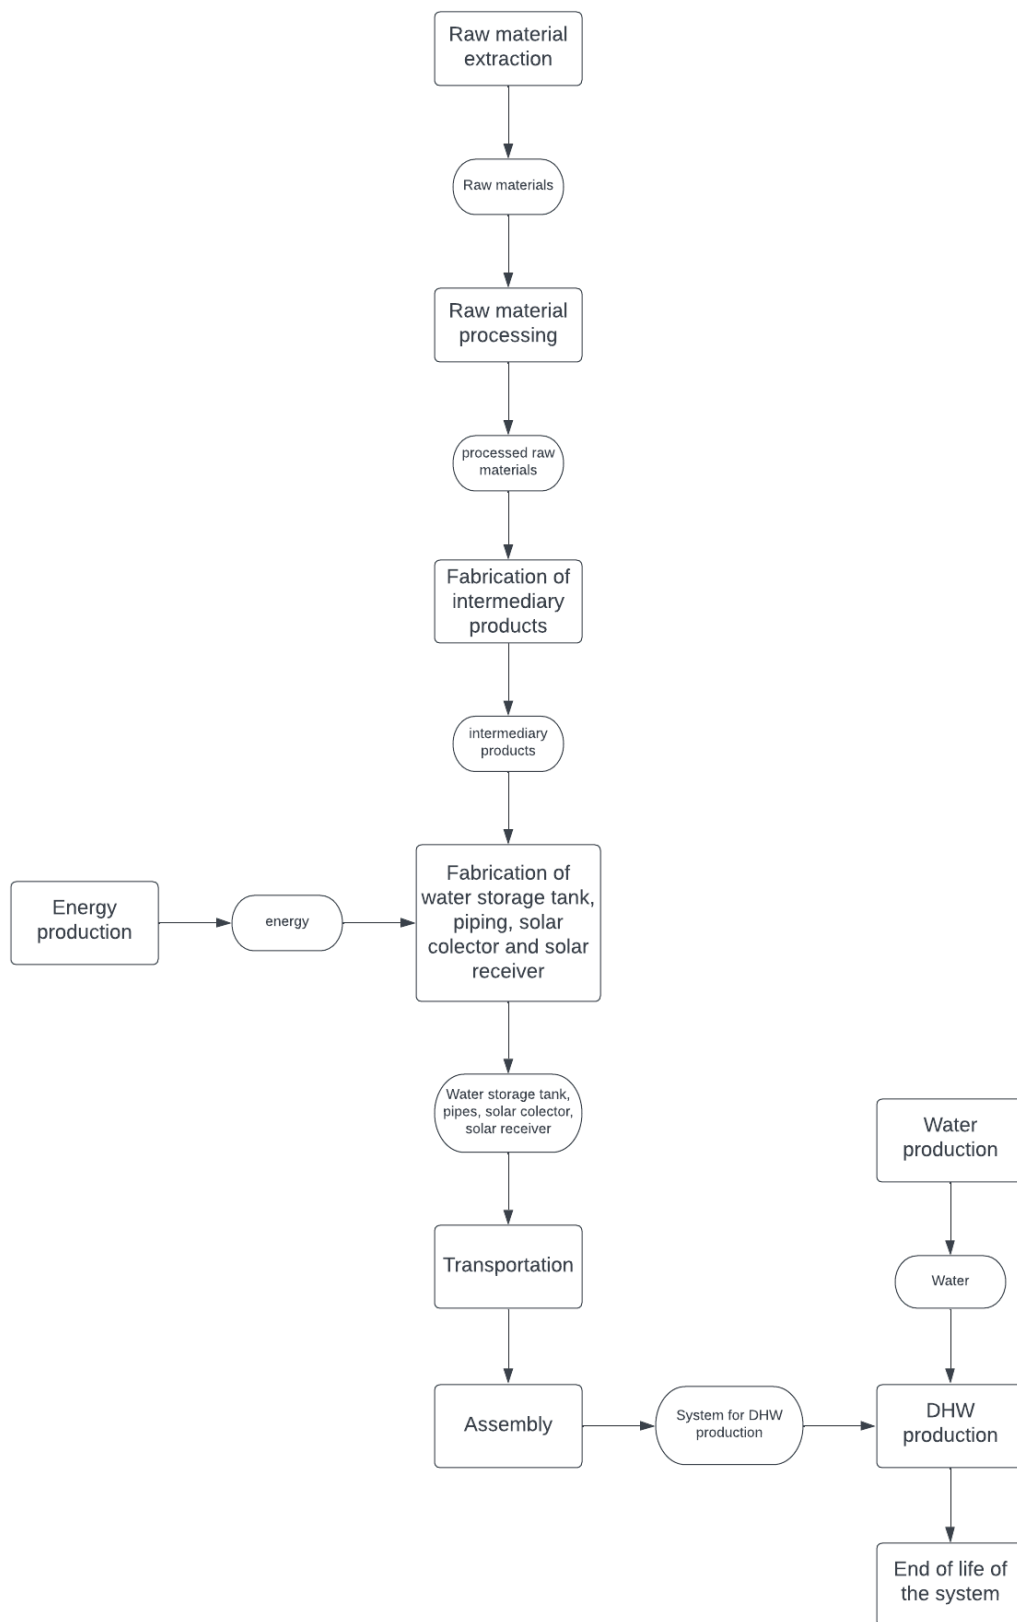 Raw material
extraction
Raw materials
Raw material
processing
processed raw
materials
Fabrication of
intermediary
products
intermediary
products
Energy
production
energy
Fabrication of
water storage tank,
piping, solar
colector and solar
receiver
Water storage tank,
pipes, solar colector,
solar receiver
Water
production
Transportation
Water
Assembly
System for DHW
production
DHW
production
End of life of
the system